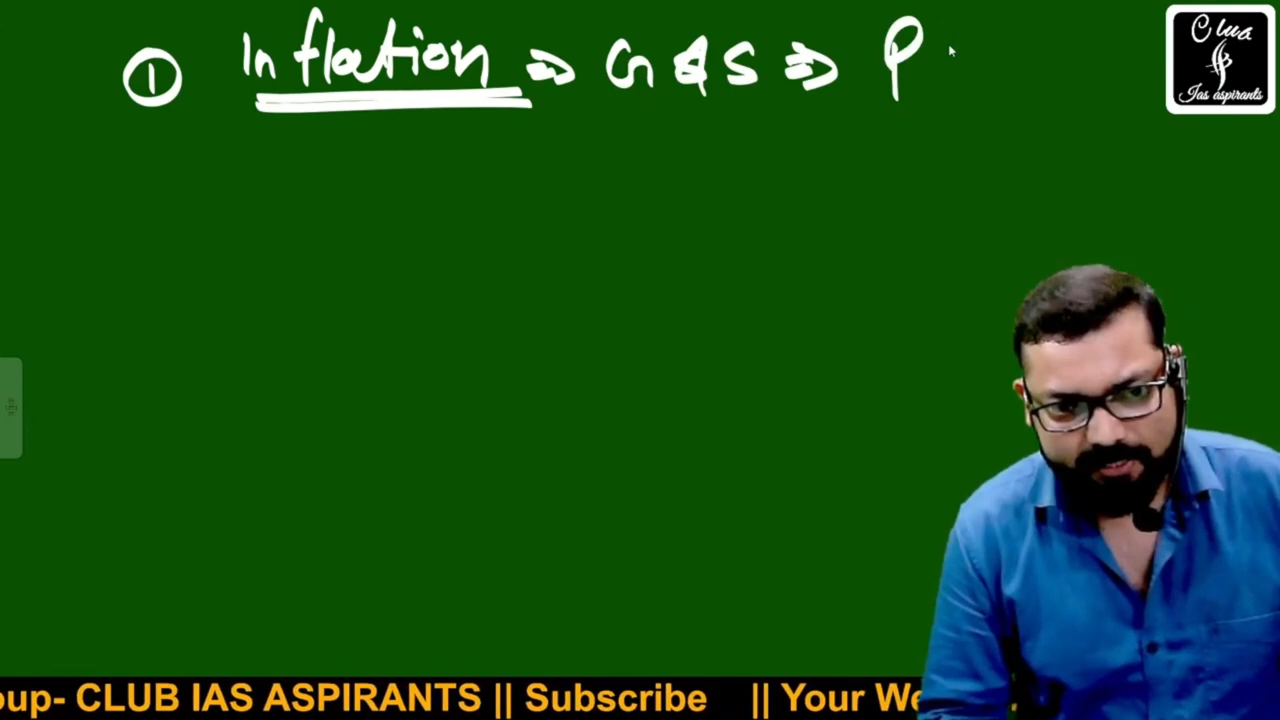 ① Inflation ⇒ G & S ⇒ P
Club
Ias aspirants
oup- CLUB IAS ASPIRANTS || Subscribe || Your We